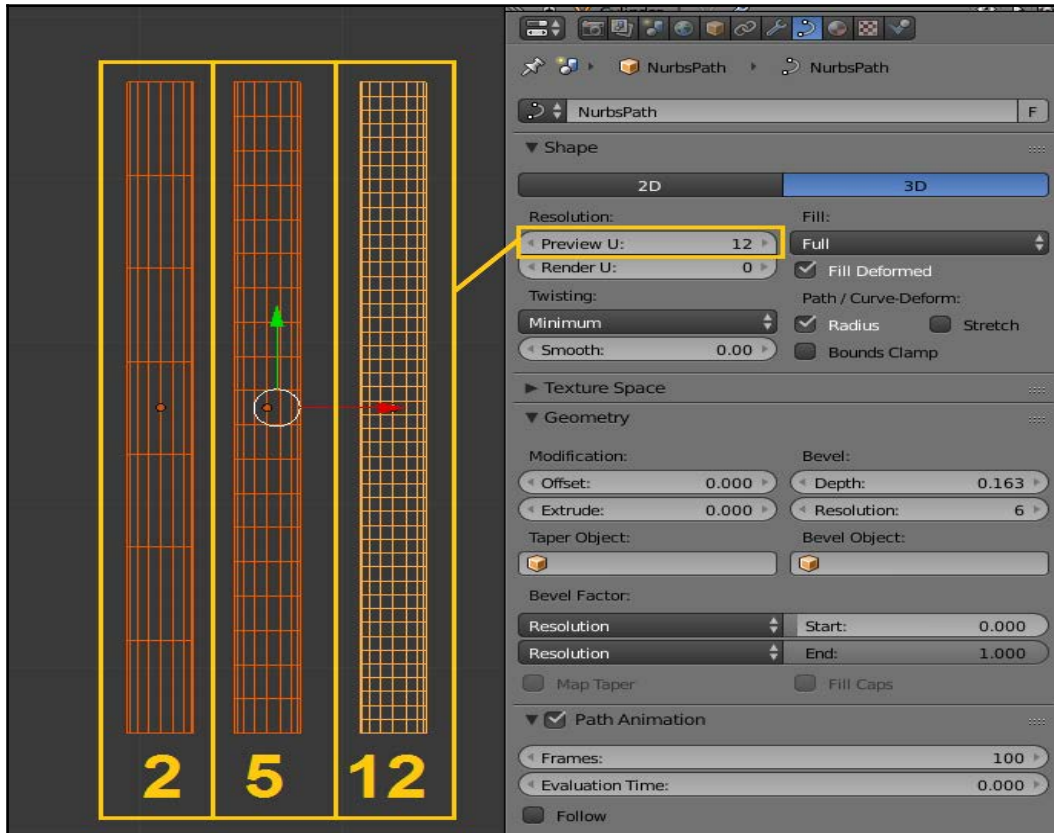 NurbsPath NurbsPath
NurbsPath F
Shape
2D 3D
Resolution: Fill:
Preview U: 12 Full
Render U: 0 Fill Deformed
Twisting: Path / Curve-Deform:
Minimum Radius Stretch
Smooth: 0.00 Bounds Clamp
Texture Space
Geometry
Modification: Bevel:
Offset: 0.000 Depth: 0.163
Extrude: 0.000 Resolution: 6
Taper Object: Bevel Object:
Bevel Factor:
Resolution Start: 0.000
Resolution End: 1.000
Map Taper Fill Caps
Path Animation
Frames: 100
Evaluation Time: 0.000
Follow
2 5 12